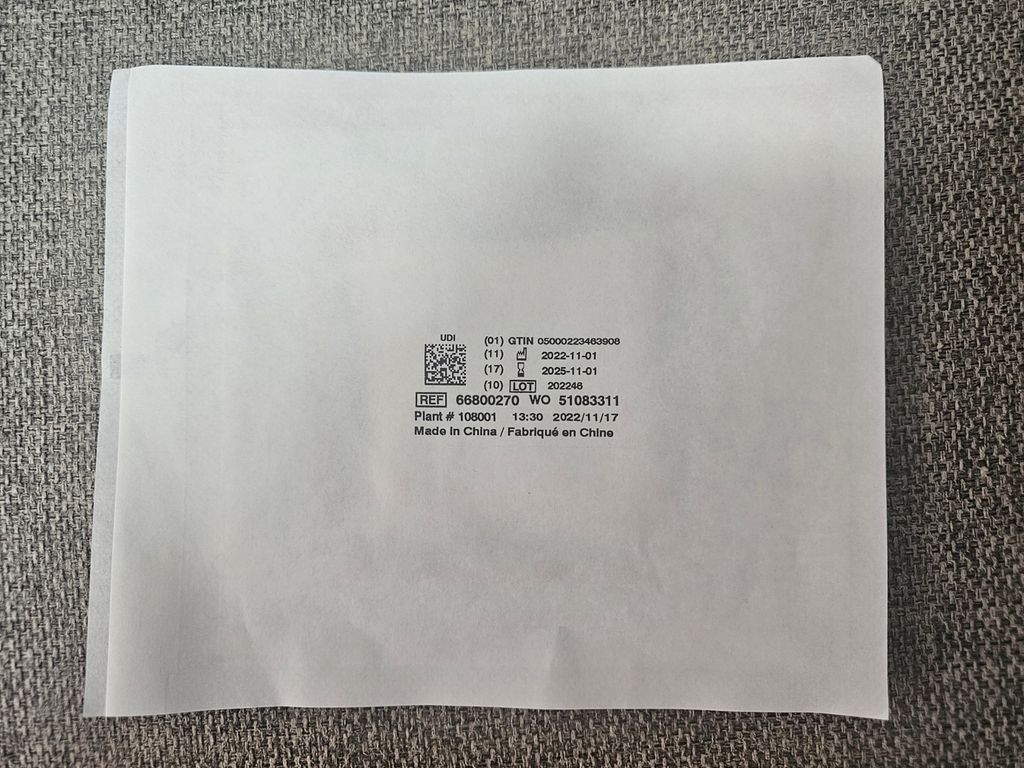 UDI
(01) GTIN 05000223463908
(11) 2022-11-01
(17) 2025-11-01
(10) LOT 202246
REF 66800270 WO 51083311
Plant # 108001 13:30 2022/11/17
Made in China / Fabriqué en Chine